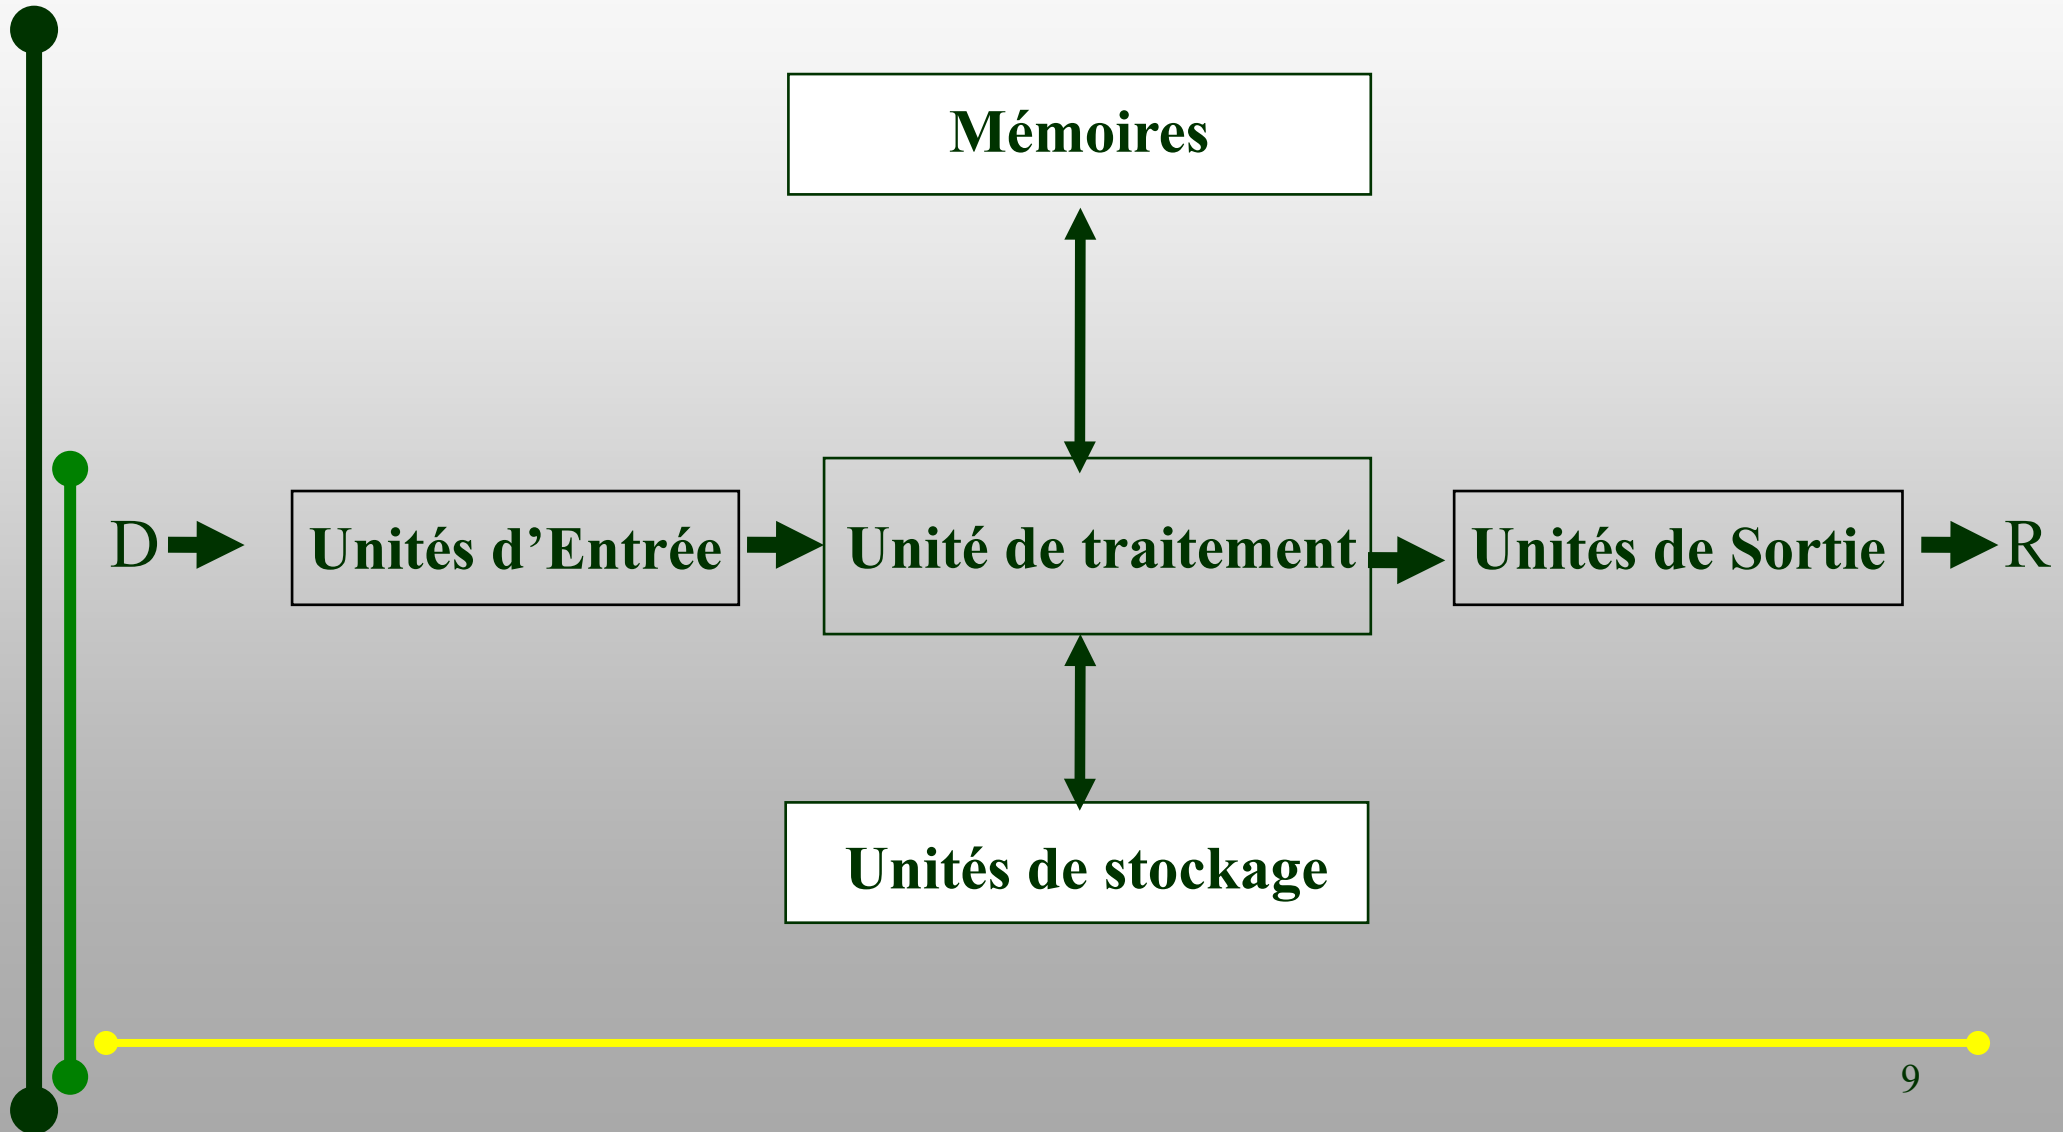 Mémoires
D
Unités d’Entrée
Unité de traitement
Unités de Sortie
R
Unités de stockage
9